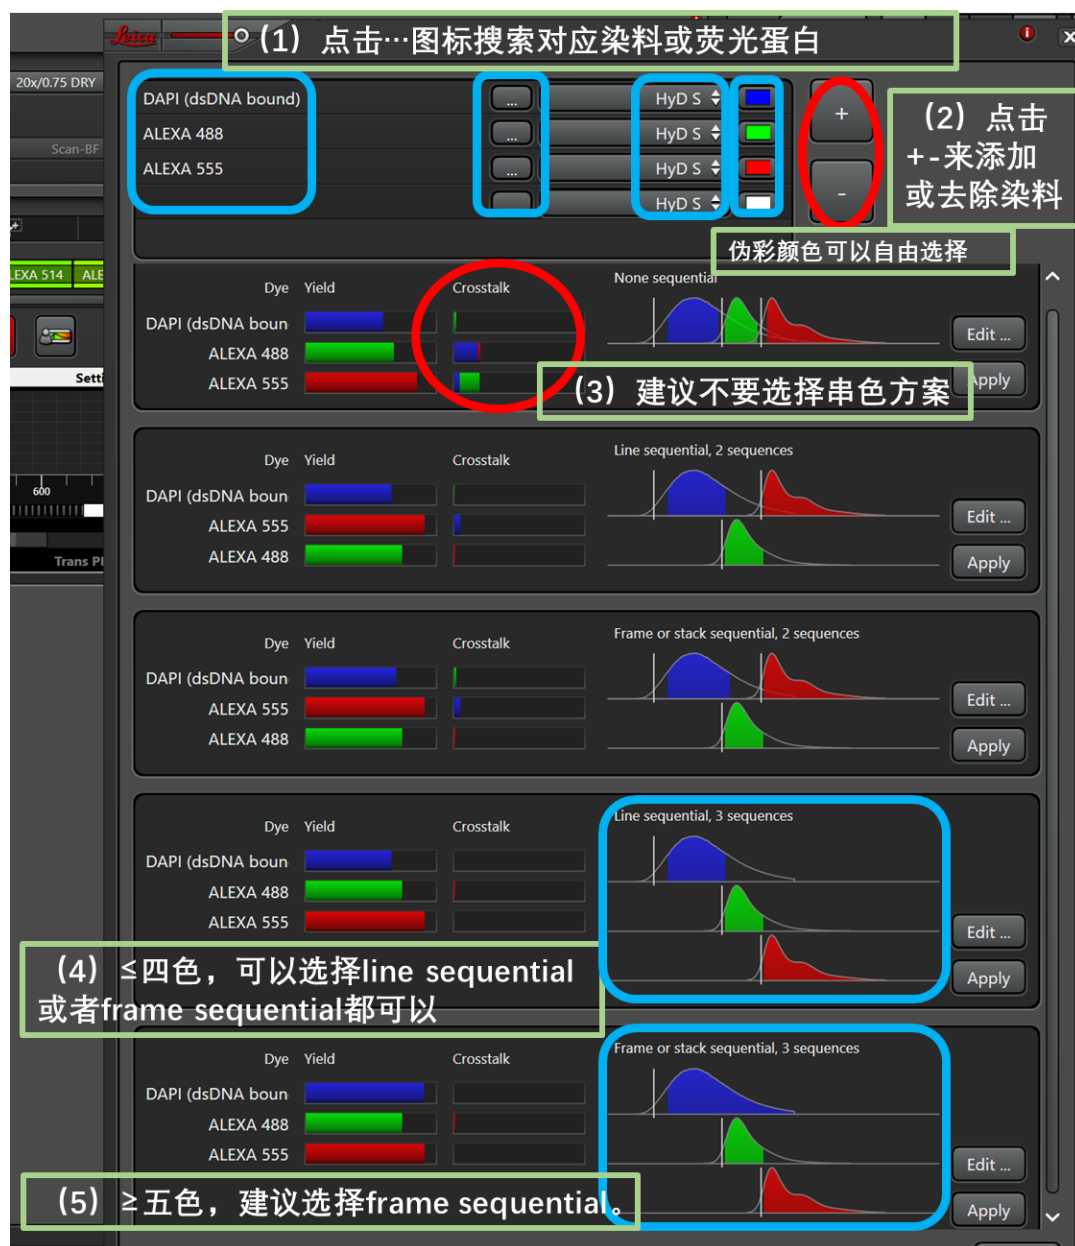 Leica
(1) 点击…图标搜索对应染料或荧光蛋白
20x/0.75 DRY
DAPI (dsDNA bound)
...
HyD S
+
(2) 点击
+-来添加
或去除染料
Scan-BF
ALEXA 488
...
HyD S
ALEXA 555
...
HyD S
-
HyD S
伪彩颜色可以自由选择
LEXA 514
ALE
Dye Yield Crosstalk
None sequential
DAPI (dsDNA boun
ALEXA 488
ALEXA 555
Edit ...
Apply
Setti
(3) 建议不要选择串色方案
600
Trans Pl
Dye Yield Crosstalk
Line sequential, 2 sequences
DAPI (dsDNA boun
ALEXA 555
ALEXA 488
Edit ...
Apply
Dye Yield Crosstalk
Frame or stack sequential, 2 sequences
DAPI (dsDNA boun
ALEXA 555
ALEXA 488
Edit ...
Apply
Dye Yield Crosstalk
Line sequential, 3 sequences
DAPI (dsDNA boun
ALEXA 488
ALEXA 555
Edit ...
Apply
(4) ≤四色，可以选择line sequential
或者frame sequential都可以
Dye Yield Crosstalk
Frame or stack sequential, 3 sequences
DAPI (dsDNA boun
ALEXA 488
ALEXA 555
Edit ...
Apply
(5) ≥五色，建议选择frame sequential。